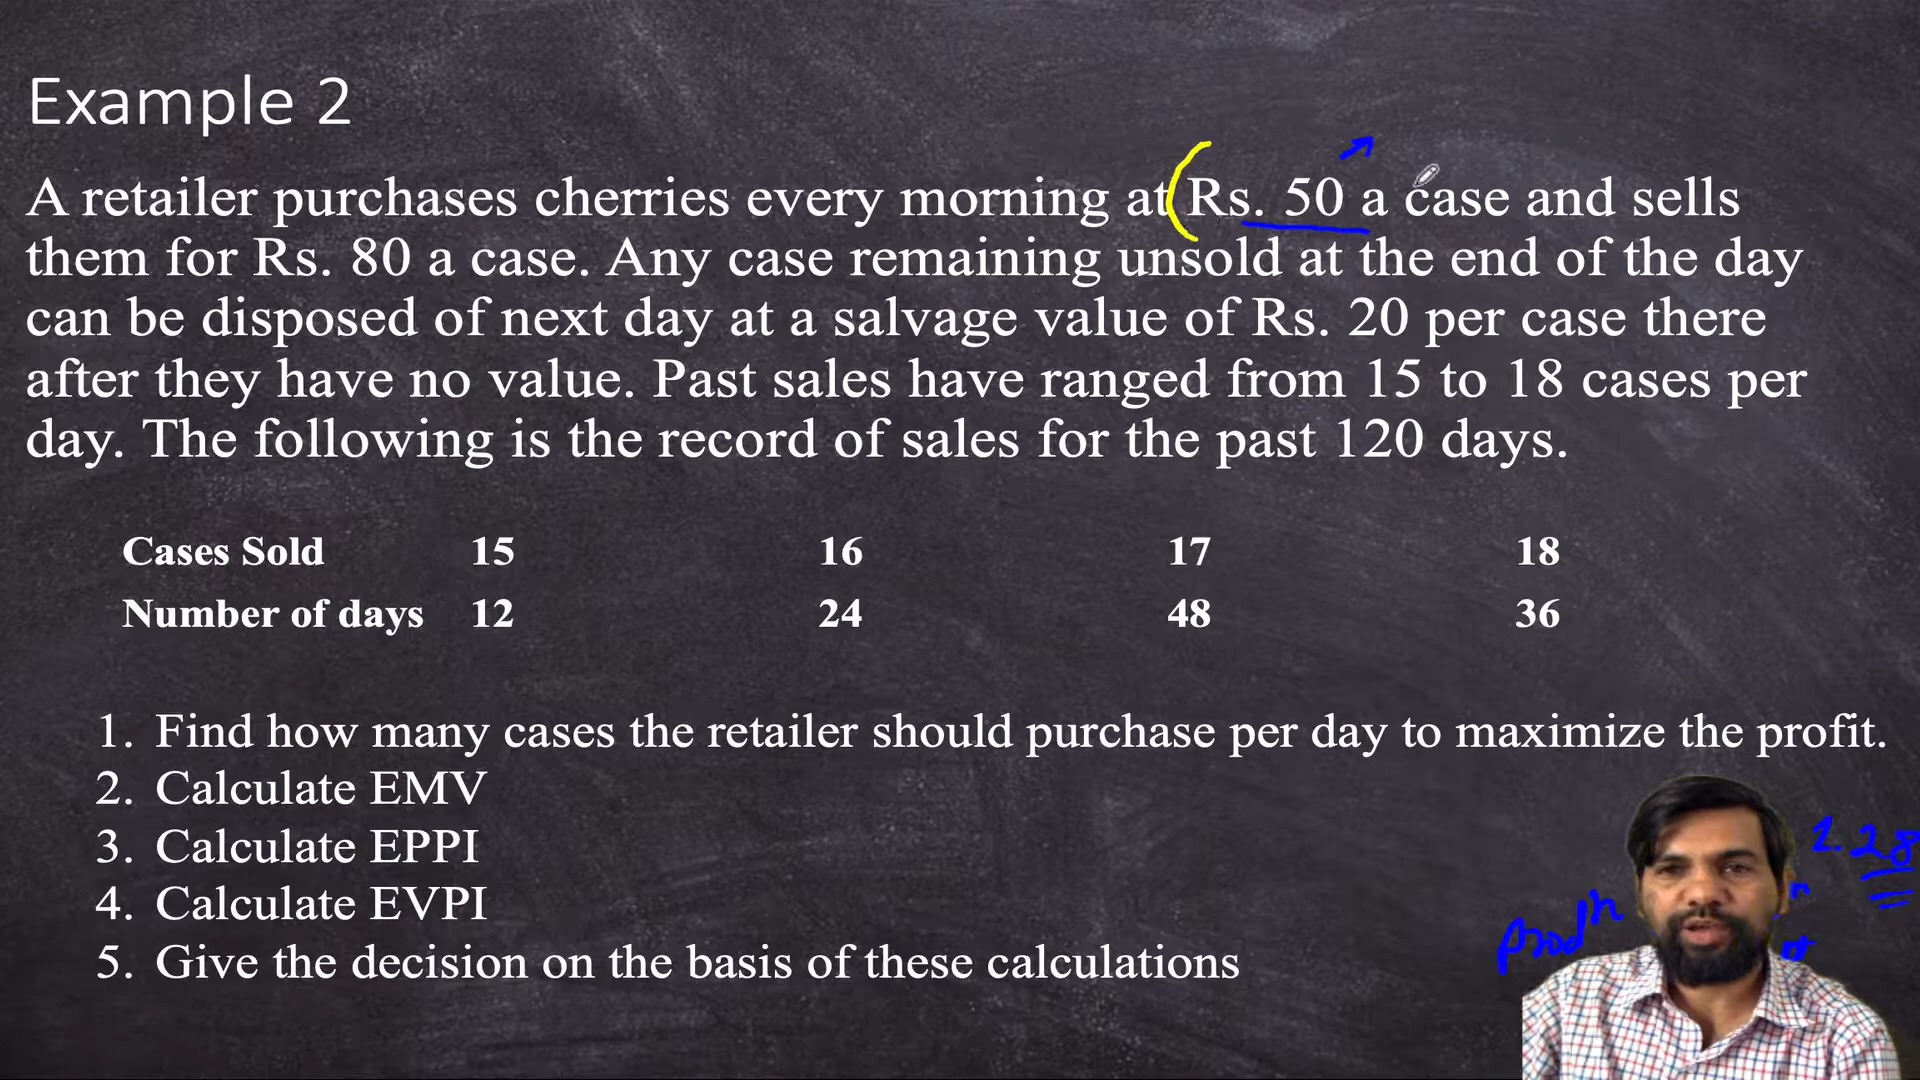 Example 2
A retailer purchases cherries every morning at Rs. 50 a case and sells
them for Rs. 80 a case. Any case remaining unsold at the end of the day
can be disposed of next day at a salvage value of Rs. 20 per case there
after they have no value. Past sales have ranged from 15 to 18 cases per
day. The following is the record of sales for the past 120 days.
Cases Sold 15 16 17 18
Number of days 12 24 48 36
1. Find how many cases the retailer should purchase per day to maximize the profit.
2. Calculate EMV
3. Calculate EPPI
4. Calculate EVPI
5. Give the decision on the basis of these calculations